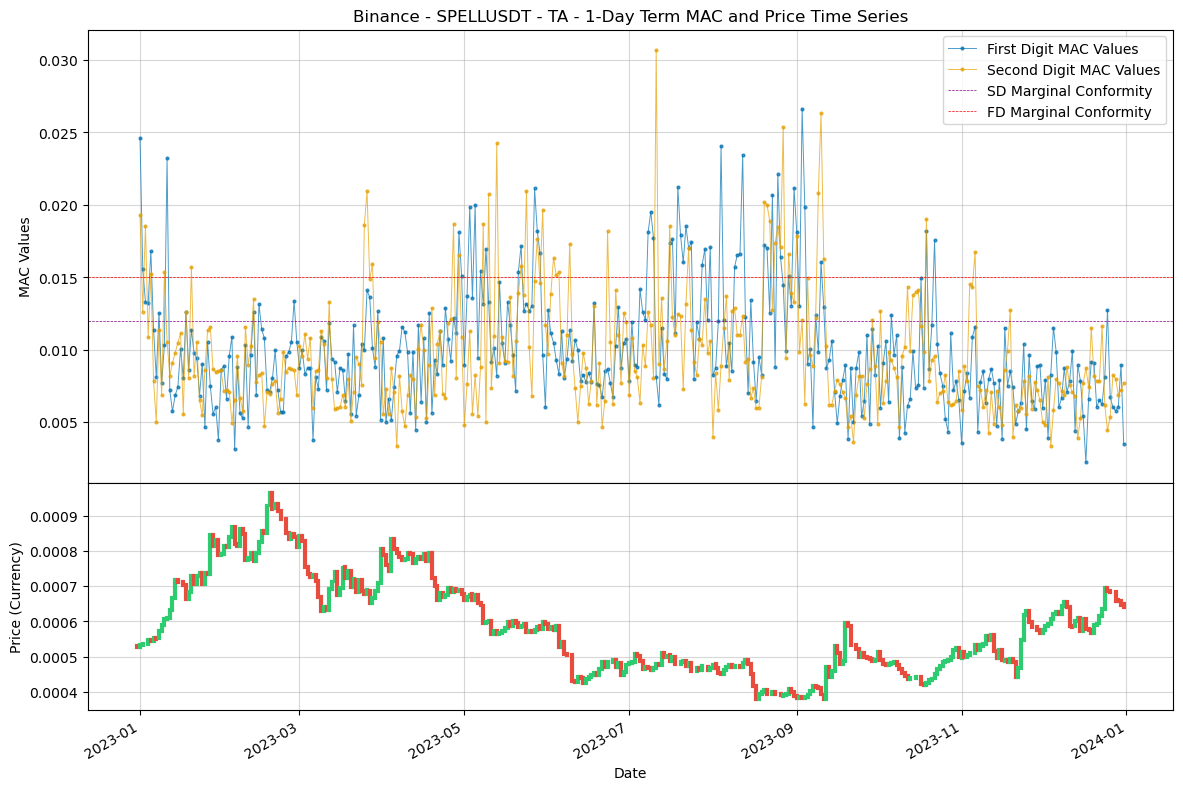 Binance - SPELLUSDT - TA - 1-Day Term MAC and Price Time Series
First Digit MAC Values
Second Digit MAC Values
SD Marginal Conformity
FD Marginal Conformity
MAC Values
0.030
0.025
0.020
0.015
0.010
0.005
Price (Currency)
0.0009
0.0008
0.0007
0.0006
0.0005
0.0004
2023-01
2023-03
2023-05
2023-07
2023-09
2023-11
2024-01
Date